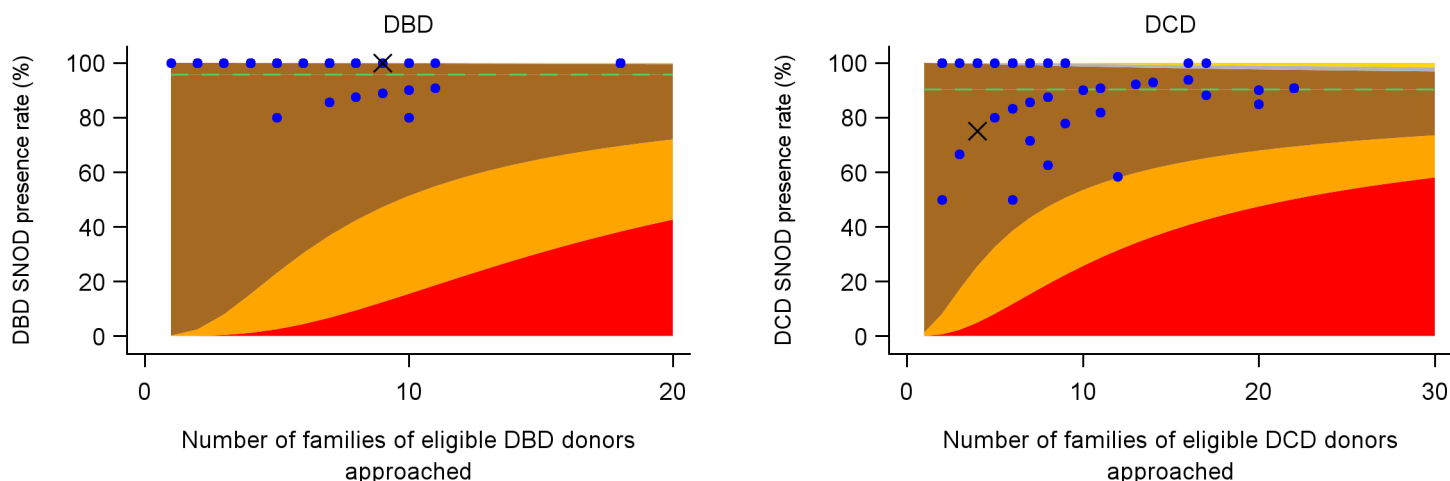 DBD
DBD SNOD presence rate (%)
100
80
60
40
20
0
0 10 20
Number of families of eligible DBD donors
approached
DCD
DCD SNOD presence rate (%)
100
80
60
40
20
0
0 10 20 30
Number of families of eligible DCD donors
approached